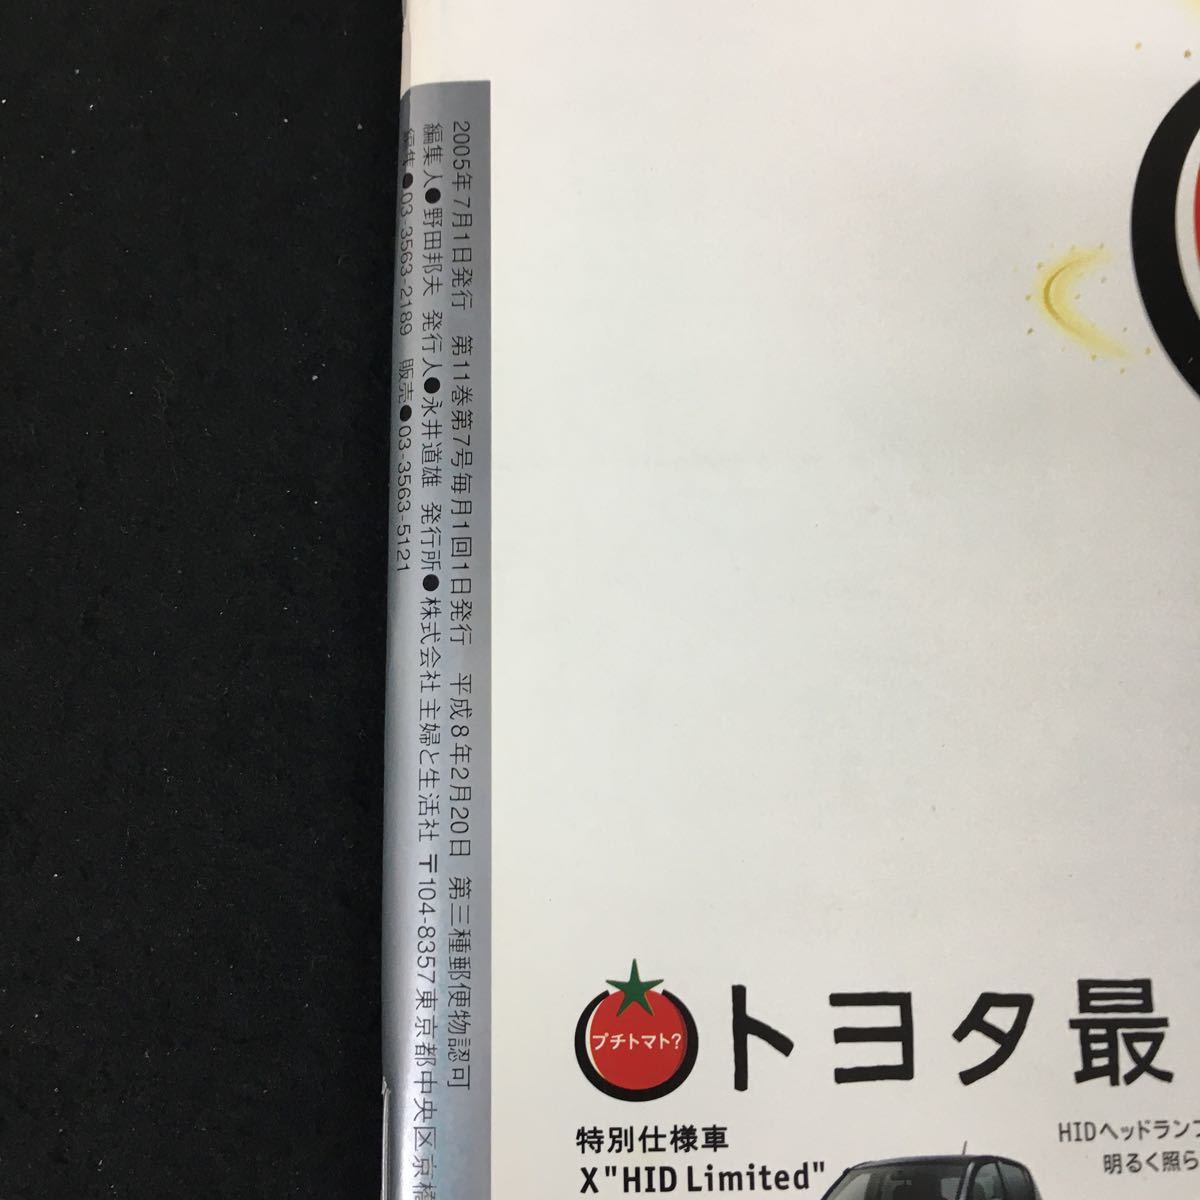 2005年7月1日発行　第11巻第7号毎月1回1日発行　平成8年2月20日　第三種郵便物認可
編集人●野田邦夫　発行人●永井道雄　発行所●株式会社 主婦と生活社 〒104-8357東京都中央区京橋
編集●03-3563-2189　販売●03-3563-5121
プチトマト?
トヨタ最
特別仕様車
X"HID Limited"
HIDヘッドランプ
明るく照ら